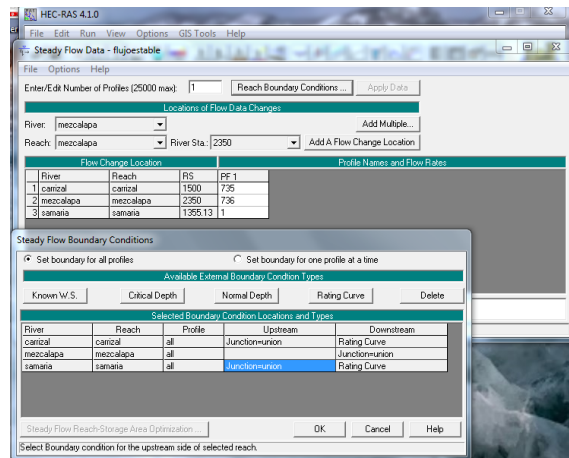 HEC-RAS 4.1.0
File Edit Run View Options GIS Tools Help
Steady Flow Data - flujoestable
File Options Help
Enter/Edit Number of Profiles (25000 max): 1 Reach Boundary Conditions ... Apply Data
Locations of Flow Data Changes
River: mezcalapa Add Multiple...
Reach: mezcalapa River Sta.: 2350 Add A Flow Change Location
Flow Change Location Profile Names and Flow Rates
River Reach RS PF 1
1 carrizal carrizal 1500 735
2 mezcalapa mezcalapa 2350 736
3 samaria samaria 1355.13 1
Steady Flow Boundary Conditions
Set boundary for all profiles Set boundary for one profile at a time
Available External Boundary Condtion Types
Known W.S. Critical Depth Normal Depth Rating Curve Delete
Selected Boundary Condition Locations and Types
River Reach Profile Upstream Downstream
carrizal carrizal all Junction=union Rating Curve
mezcalapa mezcalapa all Junction=union
samaria samaria all Junction=union Rating Curve
Steady Flow Reach-Storage Area Optimization ... OK Cancel Help
Select Boundary condition for the upstream side of selected reach.